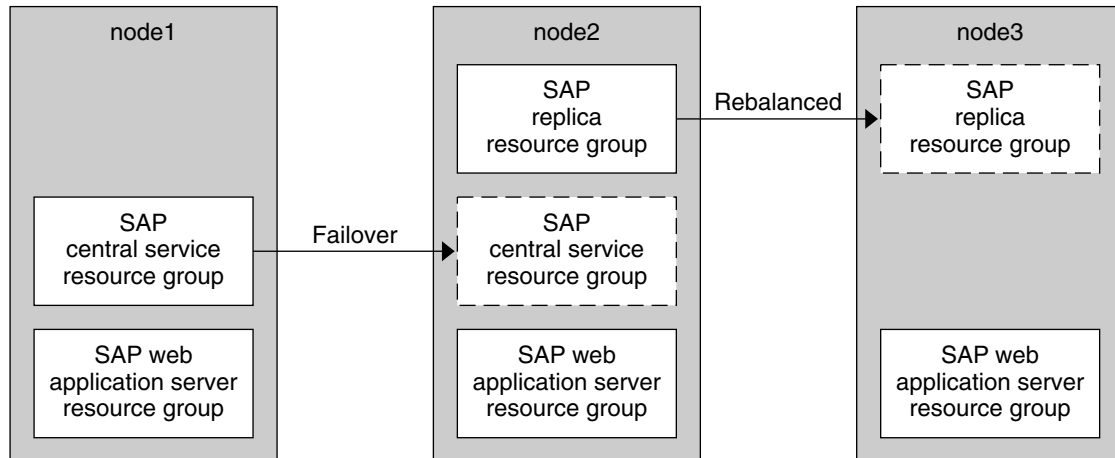 node1
SAP
central service
resource group
SAP web
application server
resource group
Failover
node2
SAP
replica
resource group
SAP
central service
resource group
SAP web
application server
resource group
Rebalanced
node3
SAP
replica
resource group
SAP web
application server
resource group